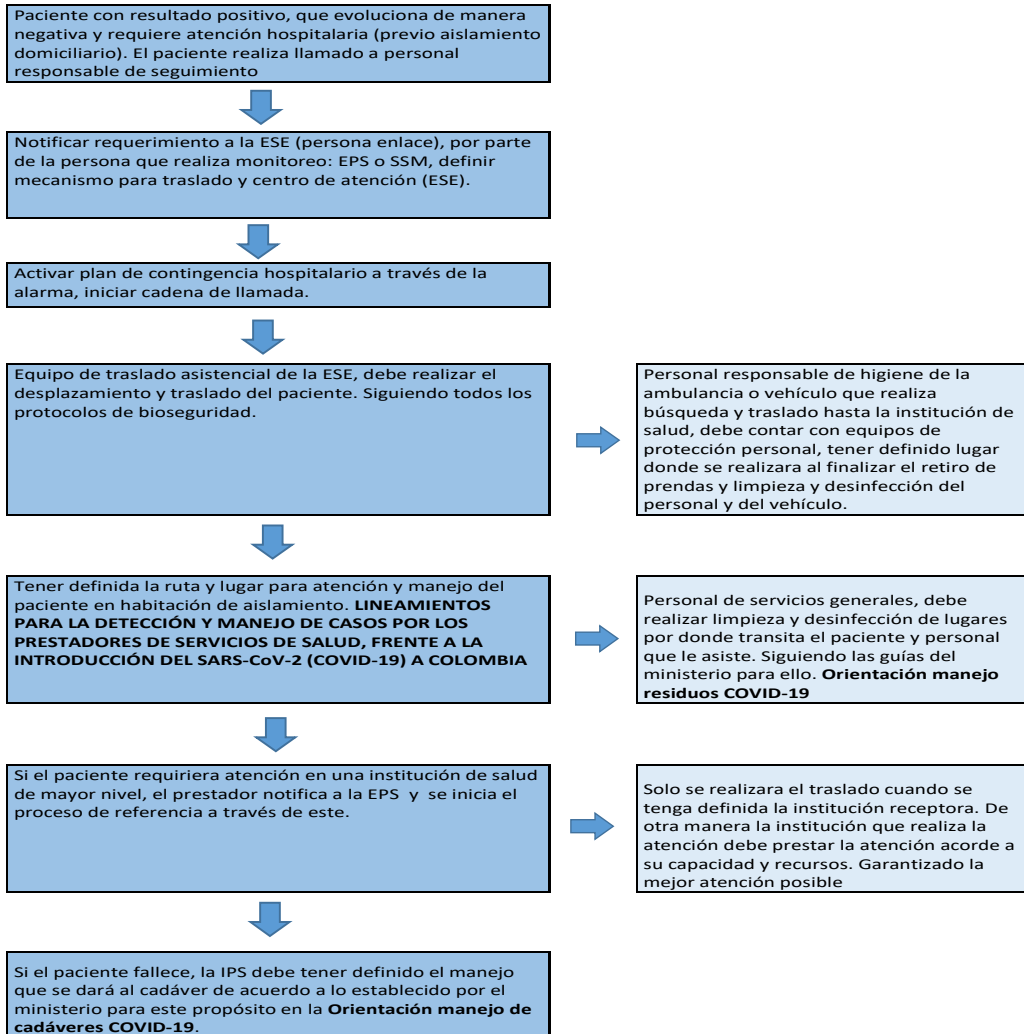 Paciente con resultado positivo, que evoluciona de manera
negativa y requiere atención hospitalaria (previo aislamiento
domiciliario). El paciente realiza llamado a personal
responsable de seguimiento
Notificar requerimiento a la ESE (persona enlace), por parte
de la persona que realiza monitoreo: EPS o SSM, definir
mecanismo para traslado y centro de atención (ESE).
Activar plan de contingencia hospitalario a través de la
alarma, iniciar cadena de llamada.
Equipo de traslado asistencial de la ESE, debe realizar el
desplazamiento y traslado del paciente. Siguiendo todos los
protocolos de bioseguridad.
Personal responsable de higiene de la
ambulancia o vehículo que realiza
búsqueda y traslado hasta la institución de
salud, debe contar con equipos de
protección personal, tener definido lugar
donde se realizara al finalizar el retiro de
prendas y limpieza y desinfección del
personal y del vehículo.
Tener definida la ruta y lugar para atención y manejo del
paciente en habitación de aislamiento. LINEAMIENTOS
PARA LA DETECCIÓN Y MANEJO DE CASOS POR LOS
PRESTADORES DE SERVICIOS DE SALUD, FRENTE A LA
INTRODUCCIÓN DEL SARS-CoV-2 (COVID-19) A COLOMBIA
Personal de servicios generales, debe
realizar limpieza y desinfección de lugares
por donde transita el paciente y personal
que le asiste. Siguiendo las guías del
ministerio para ello. Orientación manejo
residuos COVID-19
Si el paciente requiriera atención en una institución de salud
de mayor nivel, el prestador notifica a la EPS y se inicia el
proceso de referencia a través de este.
Solo se realizara el traslado cuando se
tenga definida la institución receptora. De
otra manera la institución que realiza la
atención debe prestar la atención acorde a
su capacidad y recursos. Garantizado la
mejor atención posible
Si el paciente fallece, la IPS debe tener definido el manejo
que se dará al cadáver de acuerdo a lo establecido por el
ministerio para este propósito en la Orientación manejo de
cadáveres COVID-19.